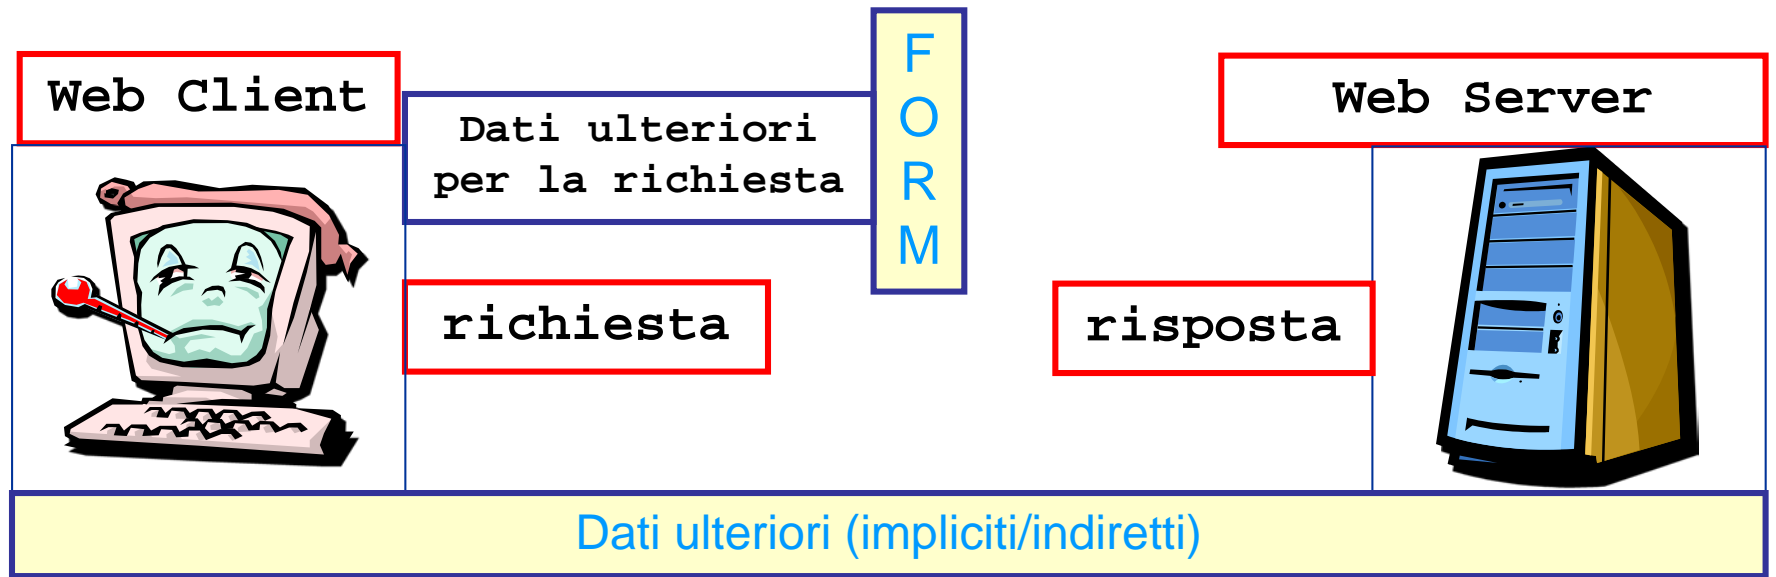 Web Client
Dati ulteriori
per la richiesta
F
O
R
M
Web Server
richiesta
risposta
Dati ulteriori (impliciti/indiretti)